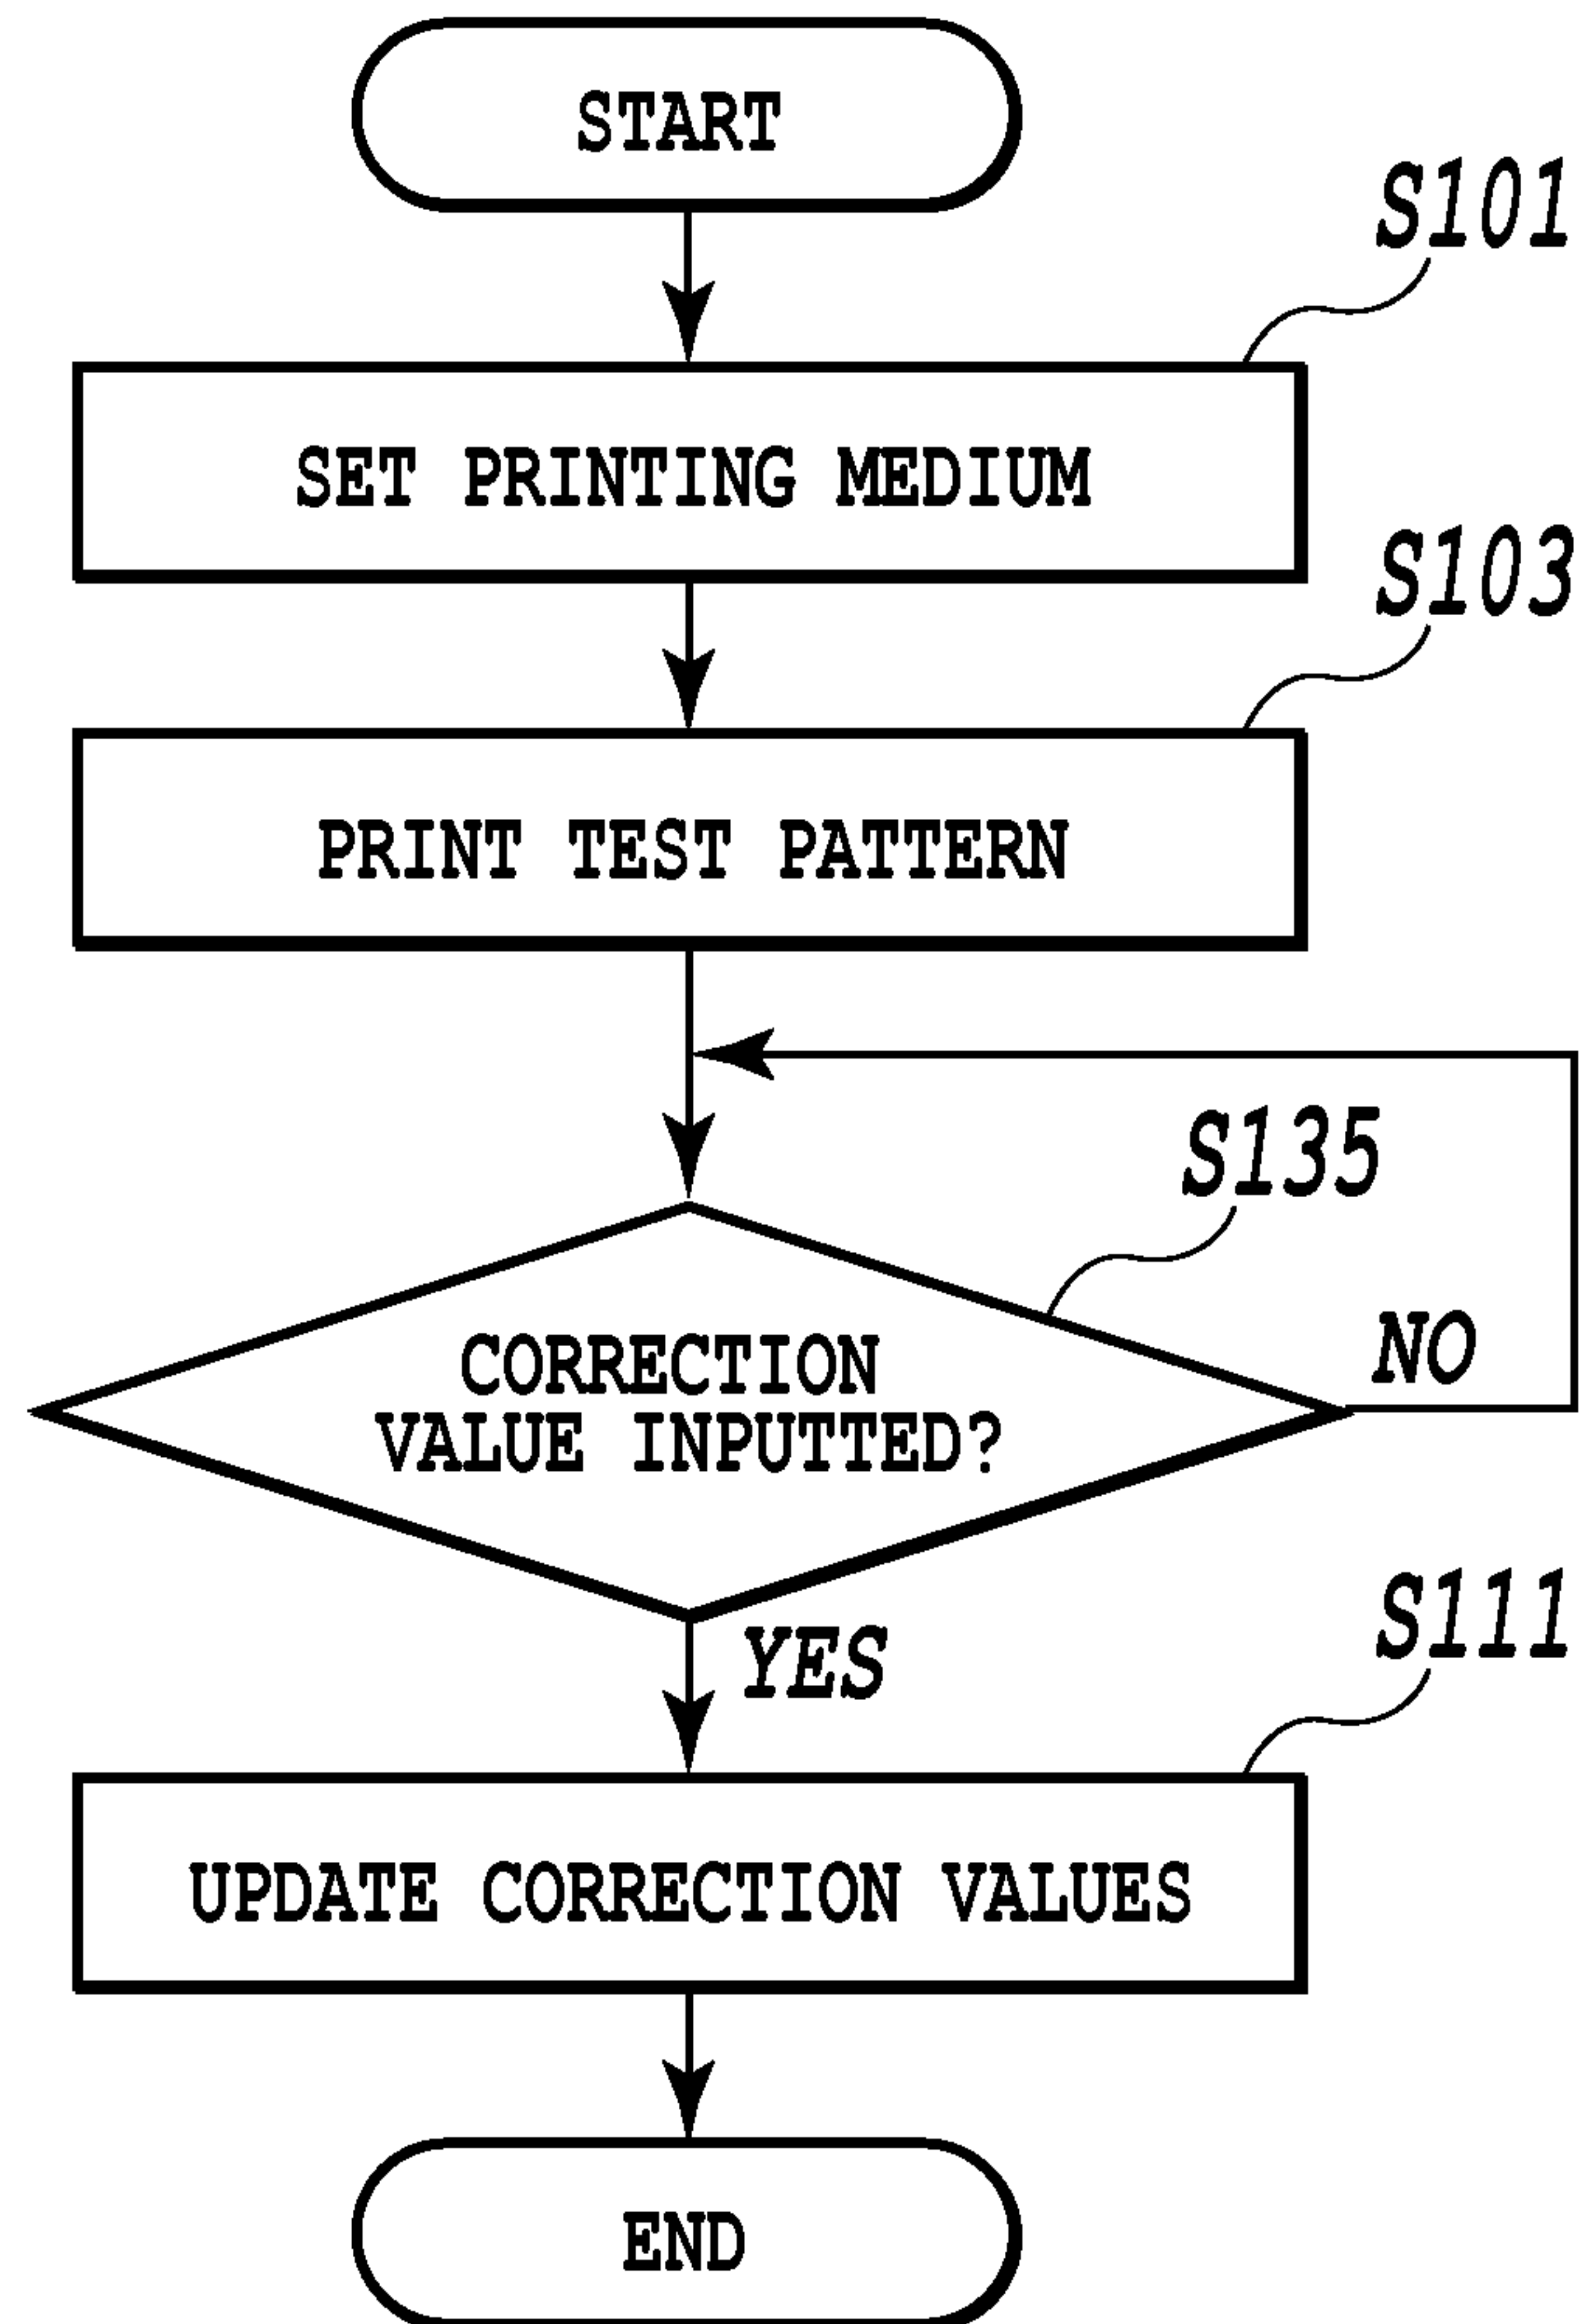 START
S101
SET PRINTING MEDIUM
S103
PRINT TEST PATTERN
S135
CORRECTION
VALUE INPUTTED?
NO
YES
S111
UPDATE CORRECTION VALUES
END